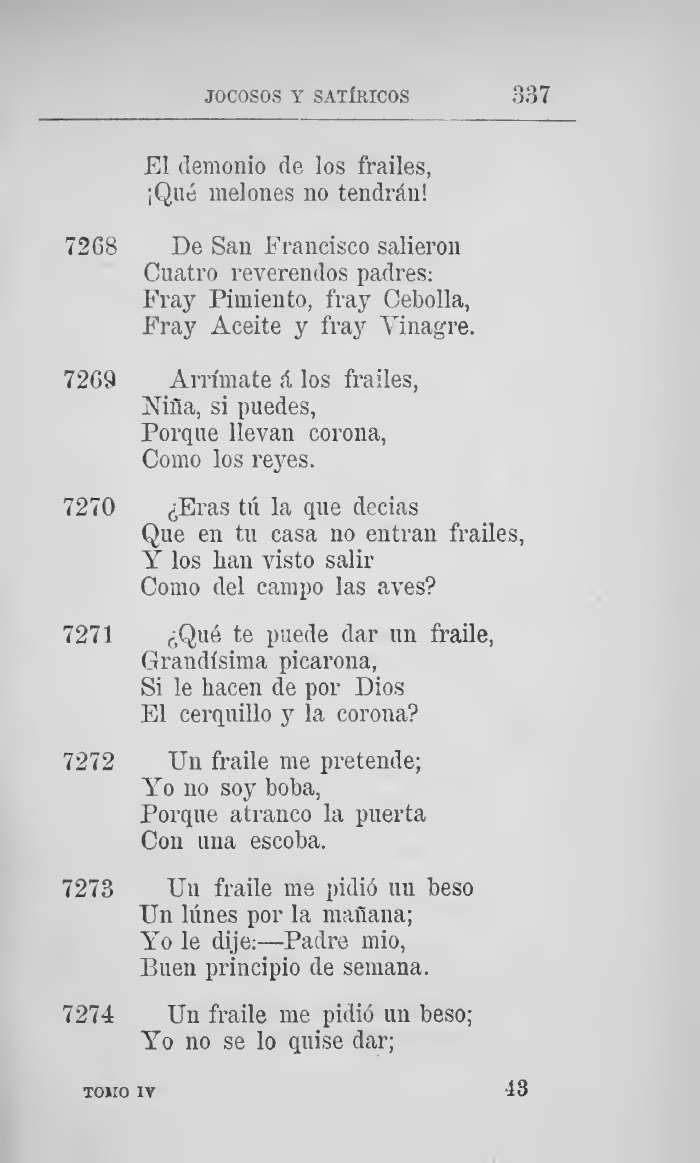 JOCOSOS Y SATÍRICOS 337
El demonio de los frailes,
¡Qué melones no tendrán!
7268 De San Francisco salieron
Cuatro reverendos padres:
Fray Pimiento, fray Cebolla,
Fray Aceite y fray Vinagre.
7269 Arrímate á los frailes,
Niña, si puedes,
Porque llevan corona,
Como los reyes.
7270 ¿Eras tú la que decias
Que en tu casa no entran frailes,
Y los han visto salir
Como del campo las aves?
7271 ¿Qué te puede dar un fraile,
Grandísima picarona,
Si le hacen de por Dios
El cerquillo y la corona?
7272 Un fraile me pretende;
Yo no soy boba,
Porque atranco la puerta
Con una escoba.
7273 Un fraile me pidió un beso
Un lúnes por la mañana;
Yo le dije:—Padre mio,
Buen principio de semana.
7274 Un fraile me pidió un beso;
Yo no se lo quise dar;
TOMO IV 43